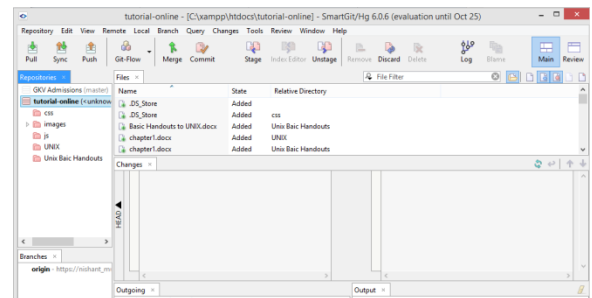 tutorial-online - [C:\xampp\htdocs\tutorial-online] - SmartGit/Hg 6.0.6 (evaluation until Oct 25)
Repository Edit View Remote Local Branch Query Changes Tools Review Window Help
Pull Sync Push Git-Flow Merge Commit Stage Index Editor Unstage Remove Discard Delete Log Blame Main Review
Repositories Files File Filter
GKV Admissions (master) Name State Relative Directory
tutorial-online (<unknow .DS_Store Added
css .DS_Store Added css
images Basic Handouts to UNIX.docx Added Unix Baic Handouts
js chapter1.docx Added UNIX
UNIX chapter1.docx Added Unix Baic Handouts
Unix Baic Handouts
Changes
HEAD
Branches
origin - https://nishant_mi
Outgoing Output